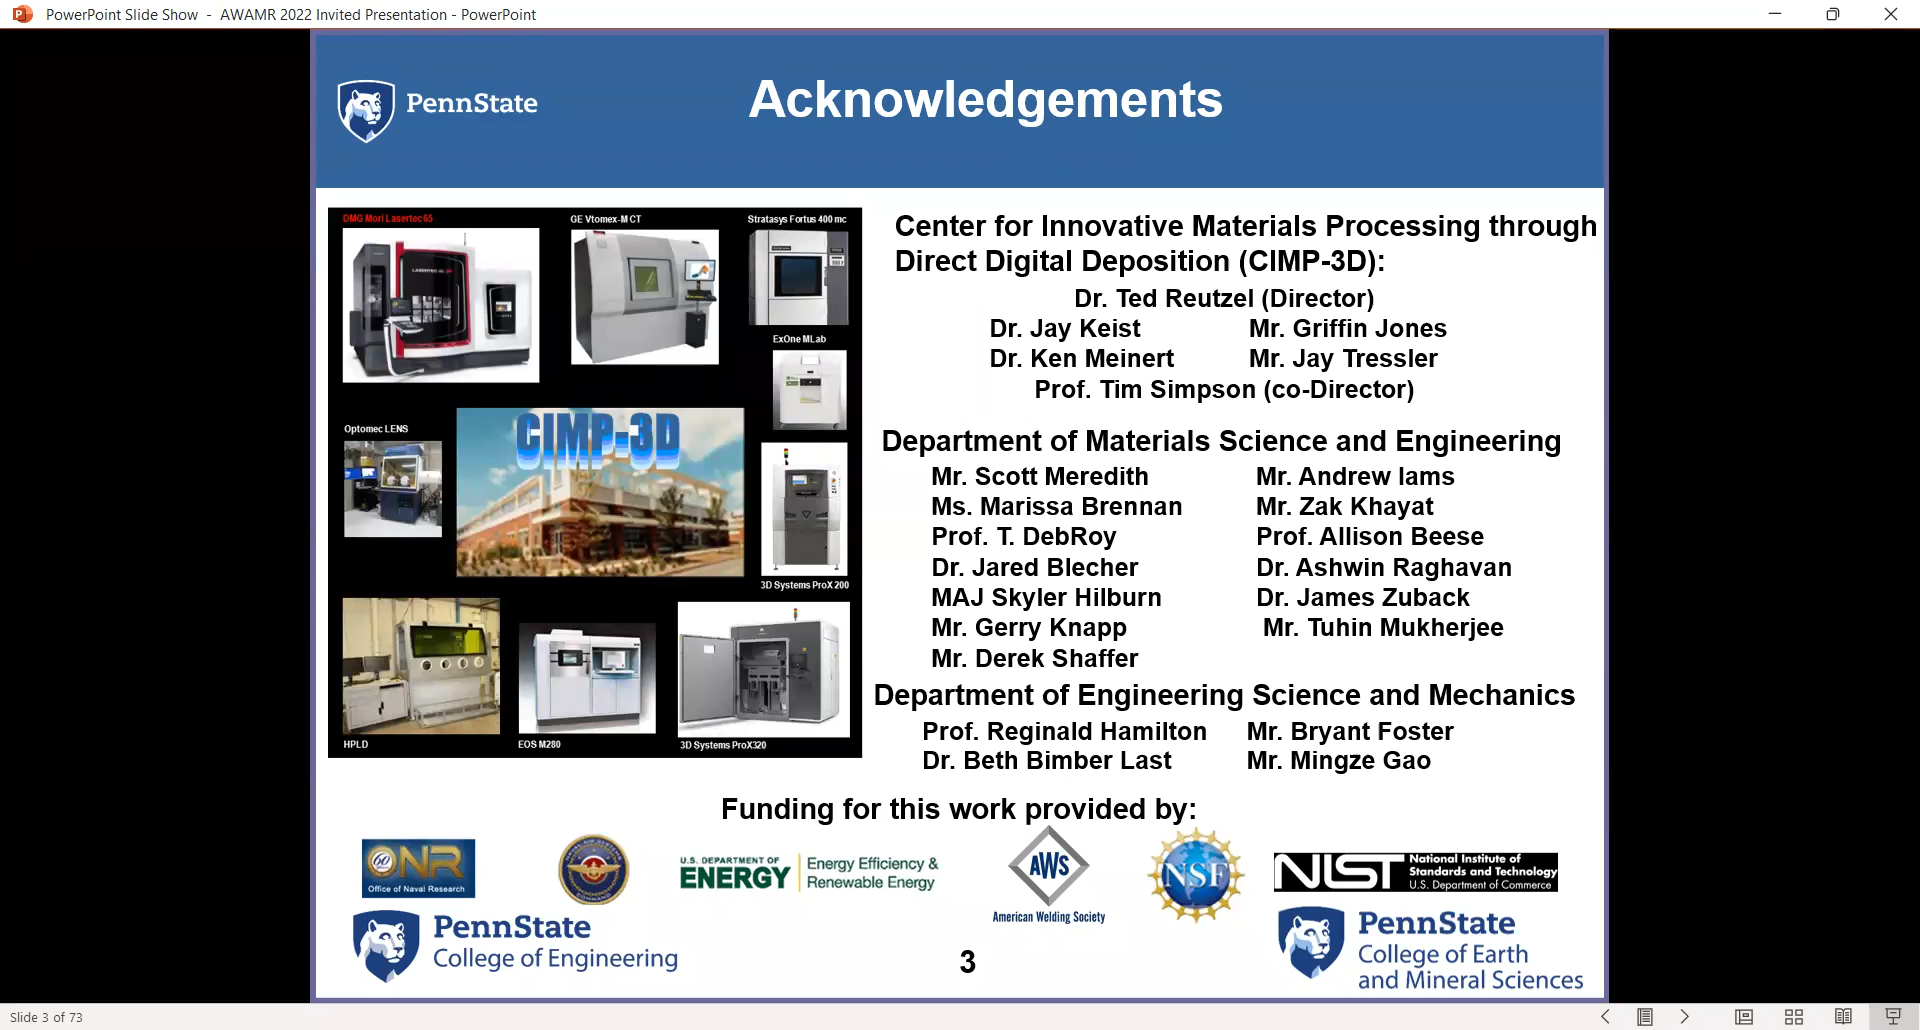 PowerPoint Slide Show - AWAMR 2022 Invited Presentation - PowerPoint
PennState
Acknowledgements
DMG Mori Lasertec65
GE Vtomex-M CT
Stratasys Fortus 400 mc
ExOne MLab
Optomec LENS
CIMP-3D
3D Systems ProX 200
HPLD
EOS M280
3D Systems ProX320
Center for Innovative Materials Processing through
Direct Digital Deposition (CIMP-3D):
Dr. Ted Reutzel (Director)
Dr. Jay Keist Mr. Griffin Jones
Dr. Ken Meinert Mr. Jay Tressler
Prof. Tim Simpson (co-Director)
Department of Materials Science and Engineering
Mr. Scott Meredith Mr. Andrew Iams
Ms. Marissa Brennan Mr. Zak Khayat
Prof. T. DebRoy Prof. Allison Beese
Dr. Jared Blecher Dr. Ashwin Raghavan
MAJ Skyler Hilburn Dr. James Zuback
Mr. Gerry Knapp Mr. Tuhin Mukherjee
Mr. Derek Shaffer
Department of Engineering Science and Mechanics
Prof. Reginald Hamilton Mr. Bryant Foster
Dr. Beth Bimber Last Mr. Mingze Gao
Funding for this work provided by:
60
ONR
Office of Naval Research
U.S. DEPARTMENT OF
ENERGY
Energy Efficiency &
Renewable Energy
AWS
American Welding Society
NSF
NIST
National Institute of
Standards and Technology
U.S. Department of Commerce
PennState
College of Engineering
3
PennState
College of Earth
and Mineral Sciences
Slide 3 of 73